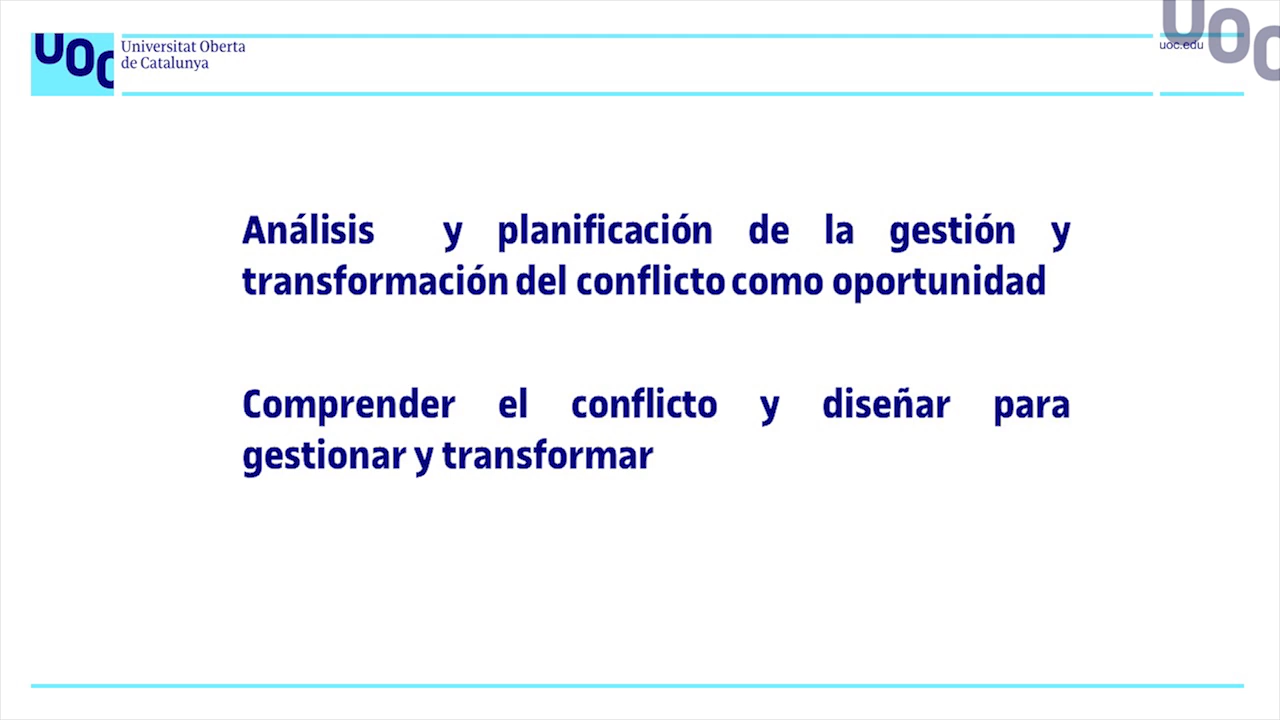 UOC
Universitat Oberta
de Catalunya
uoc.edu
UOC
Análisis y planificación de la gestión y
transformación del conflicto como oportunidad
Comprender el conflicto y diseñar para
gestionar y transformar